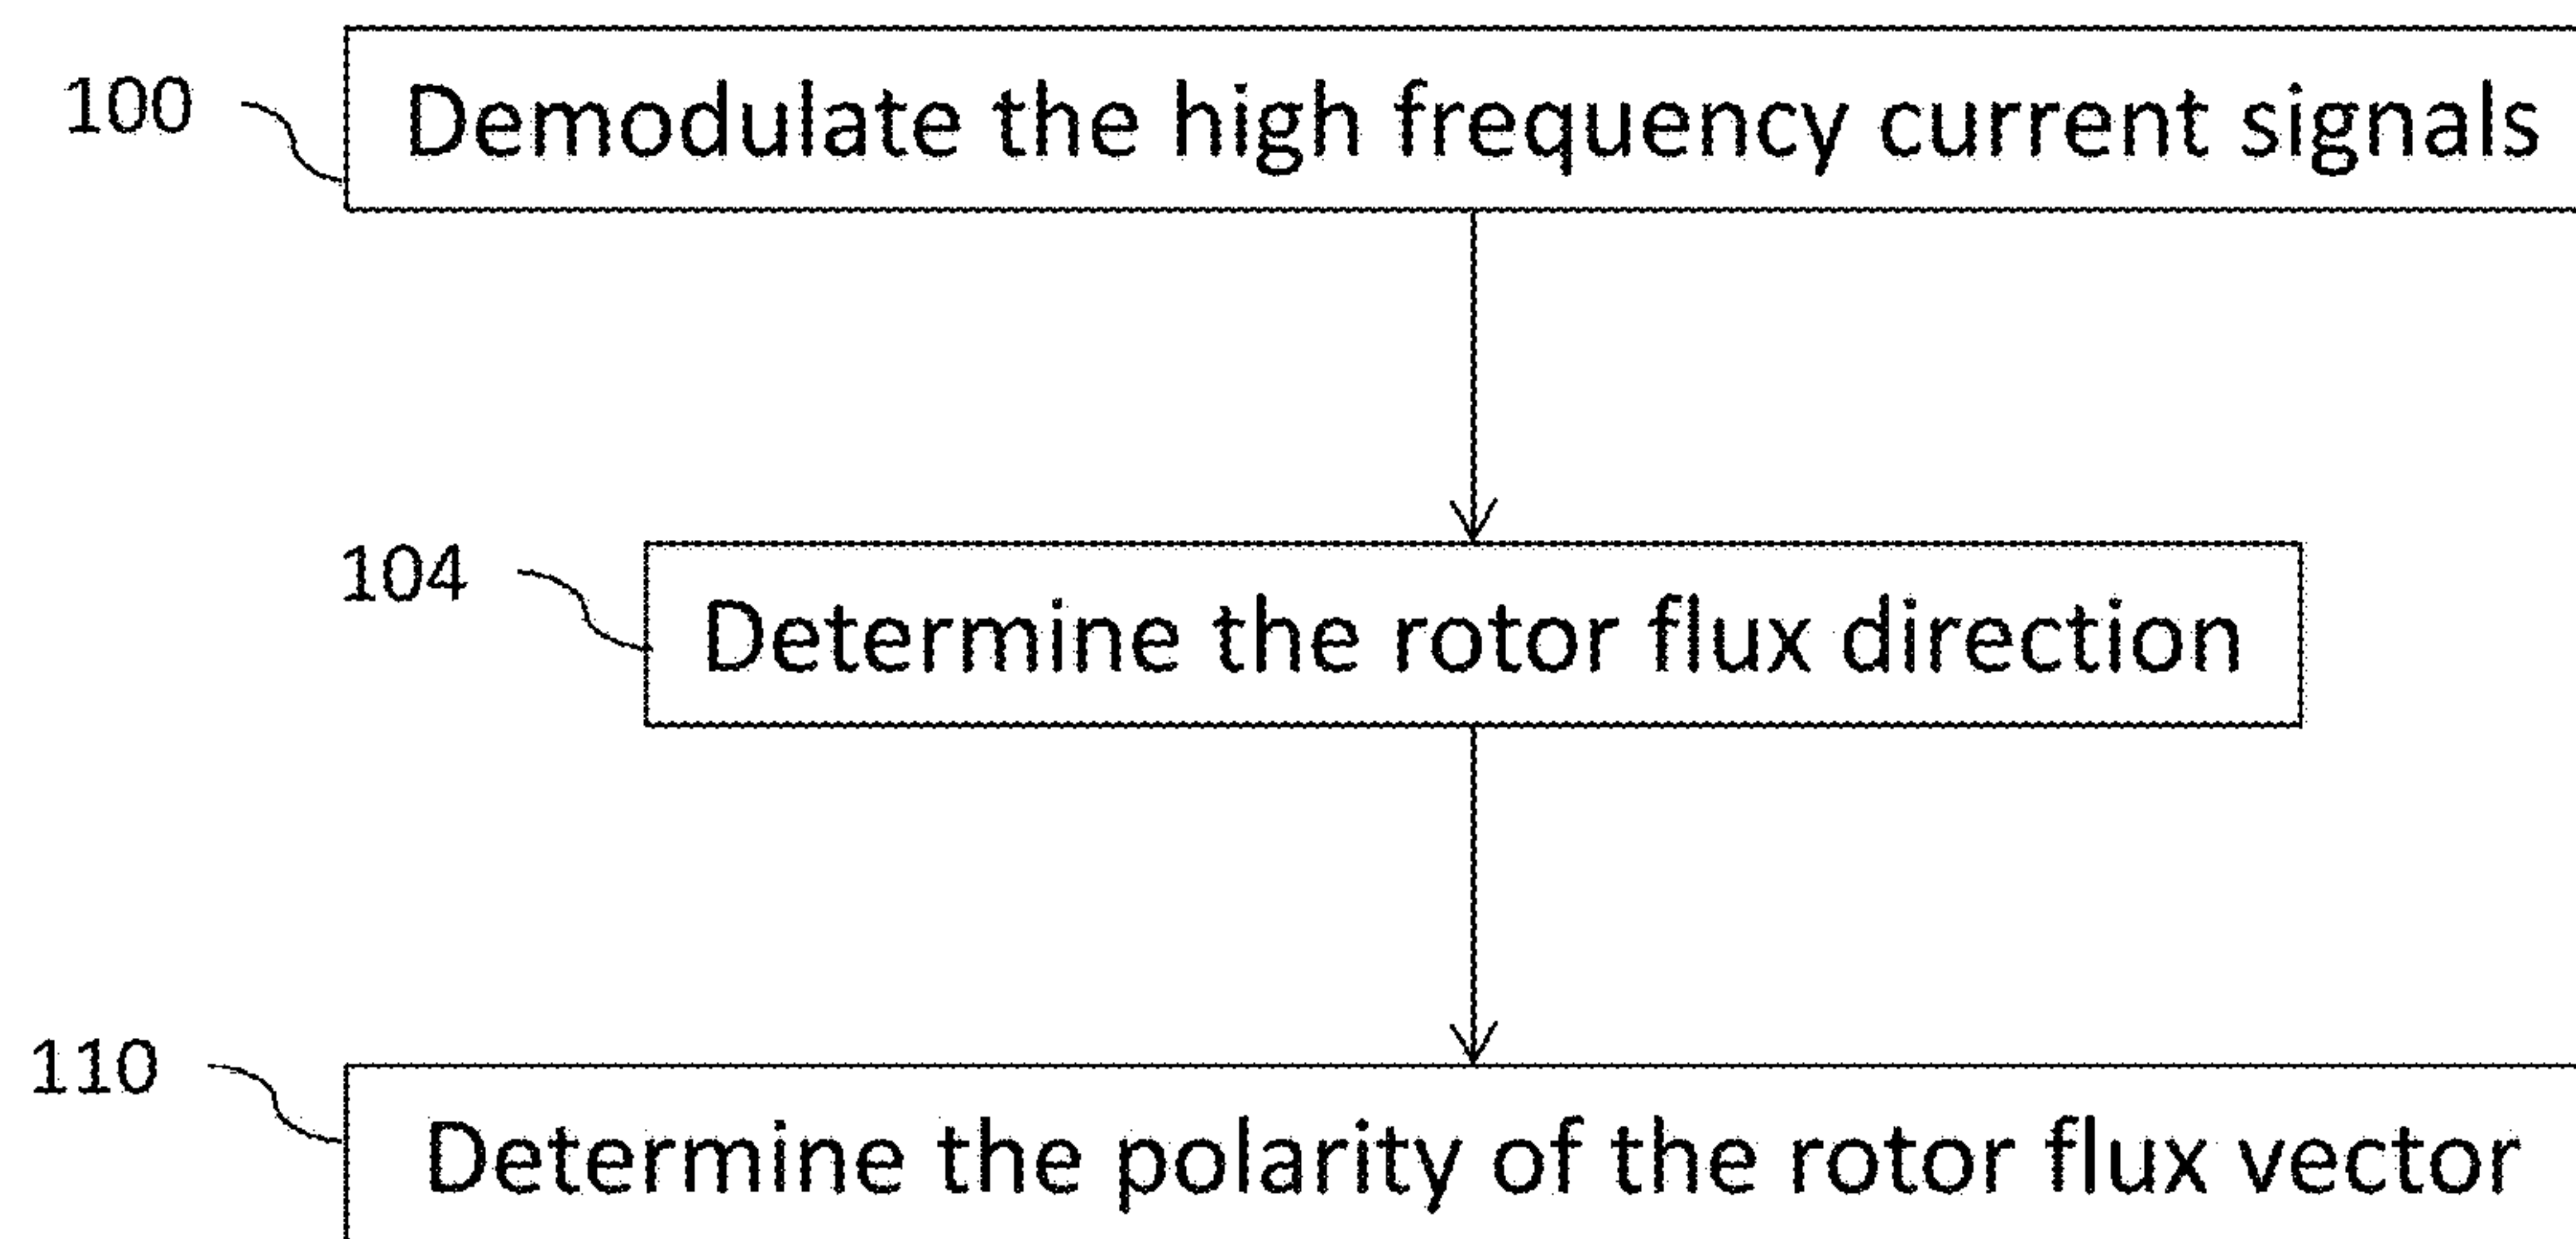 100
Demodulate the high frequency current signals
104
Determine the rotor flux direction
110
Determine the polarity of the rotor flux vector